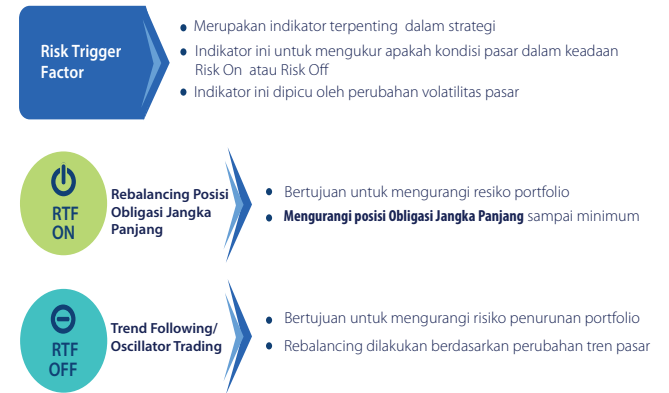 Risk Trigger
Factor
Merupakan indikator terpenting dalam strategi
Indikator ini untuk mengukur apakah kondisi pasar dalam keadaan
Risk On atau Risk Off
Indikator ini dipicu oleh perubahan volatilitas pasar
RTF
ON
Rebalancing Posisi
Obligasi Jangka
Panjang
Bertujuan untuk mengurangi resiko portfolio
Mengurangi posisi Obligasi Jangka Panjang sampai minimum
RTF
OFF
Trend Following/
Oscillator Trading
Bertujuan untuk mengurangi risiko penurunan portfolio
Rebalancing dilakukan berdasarkan perubahan tren pasar